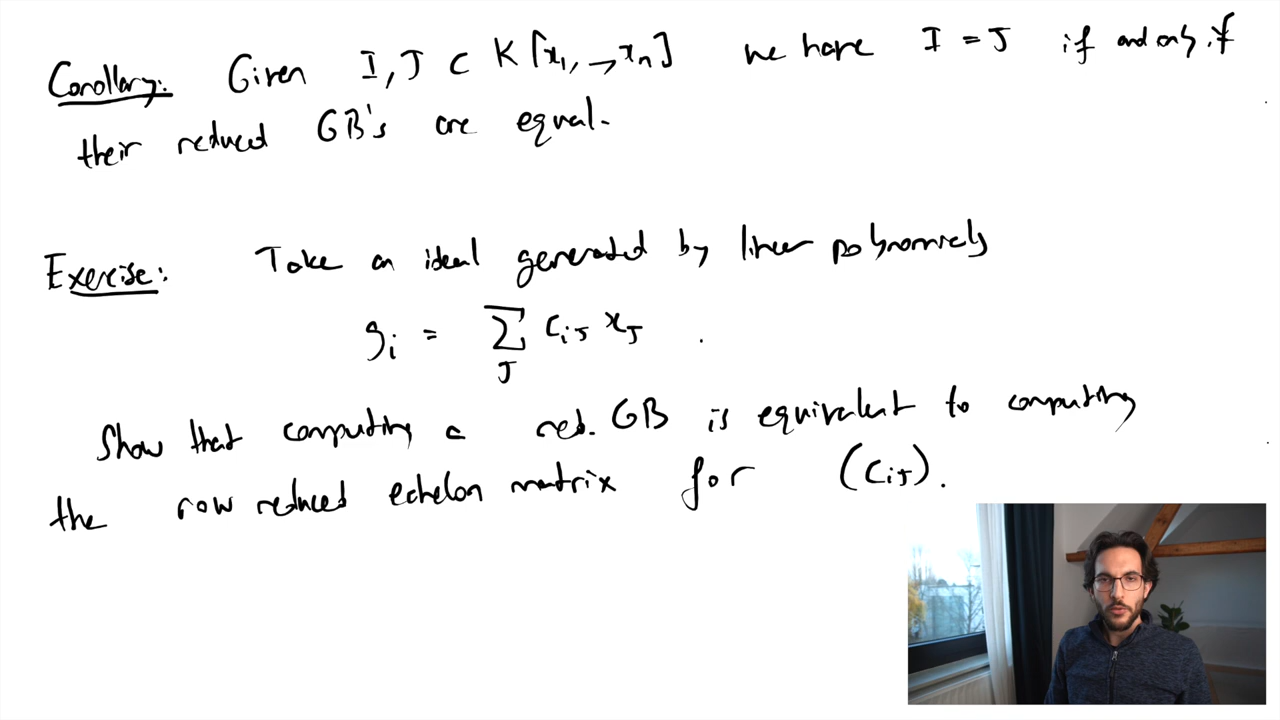 Corollary: Given I, J ⊂ K[x₁, →xₙ] we have I = J if and only if
their reduced GB's are equal.
Exercise: Take an ideal generated by linear polynomials
gᵢ = ∑_J Cᵢⱼ xⱼ .
Show that computing a red. GB is equivalent to computing
the row reduced echelon matrix for (Cᵢⱼ).